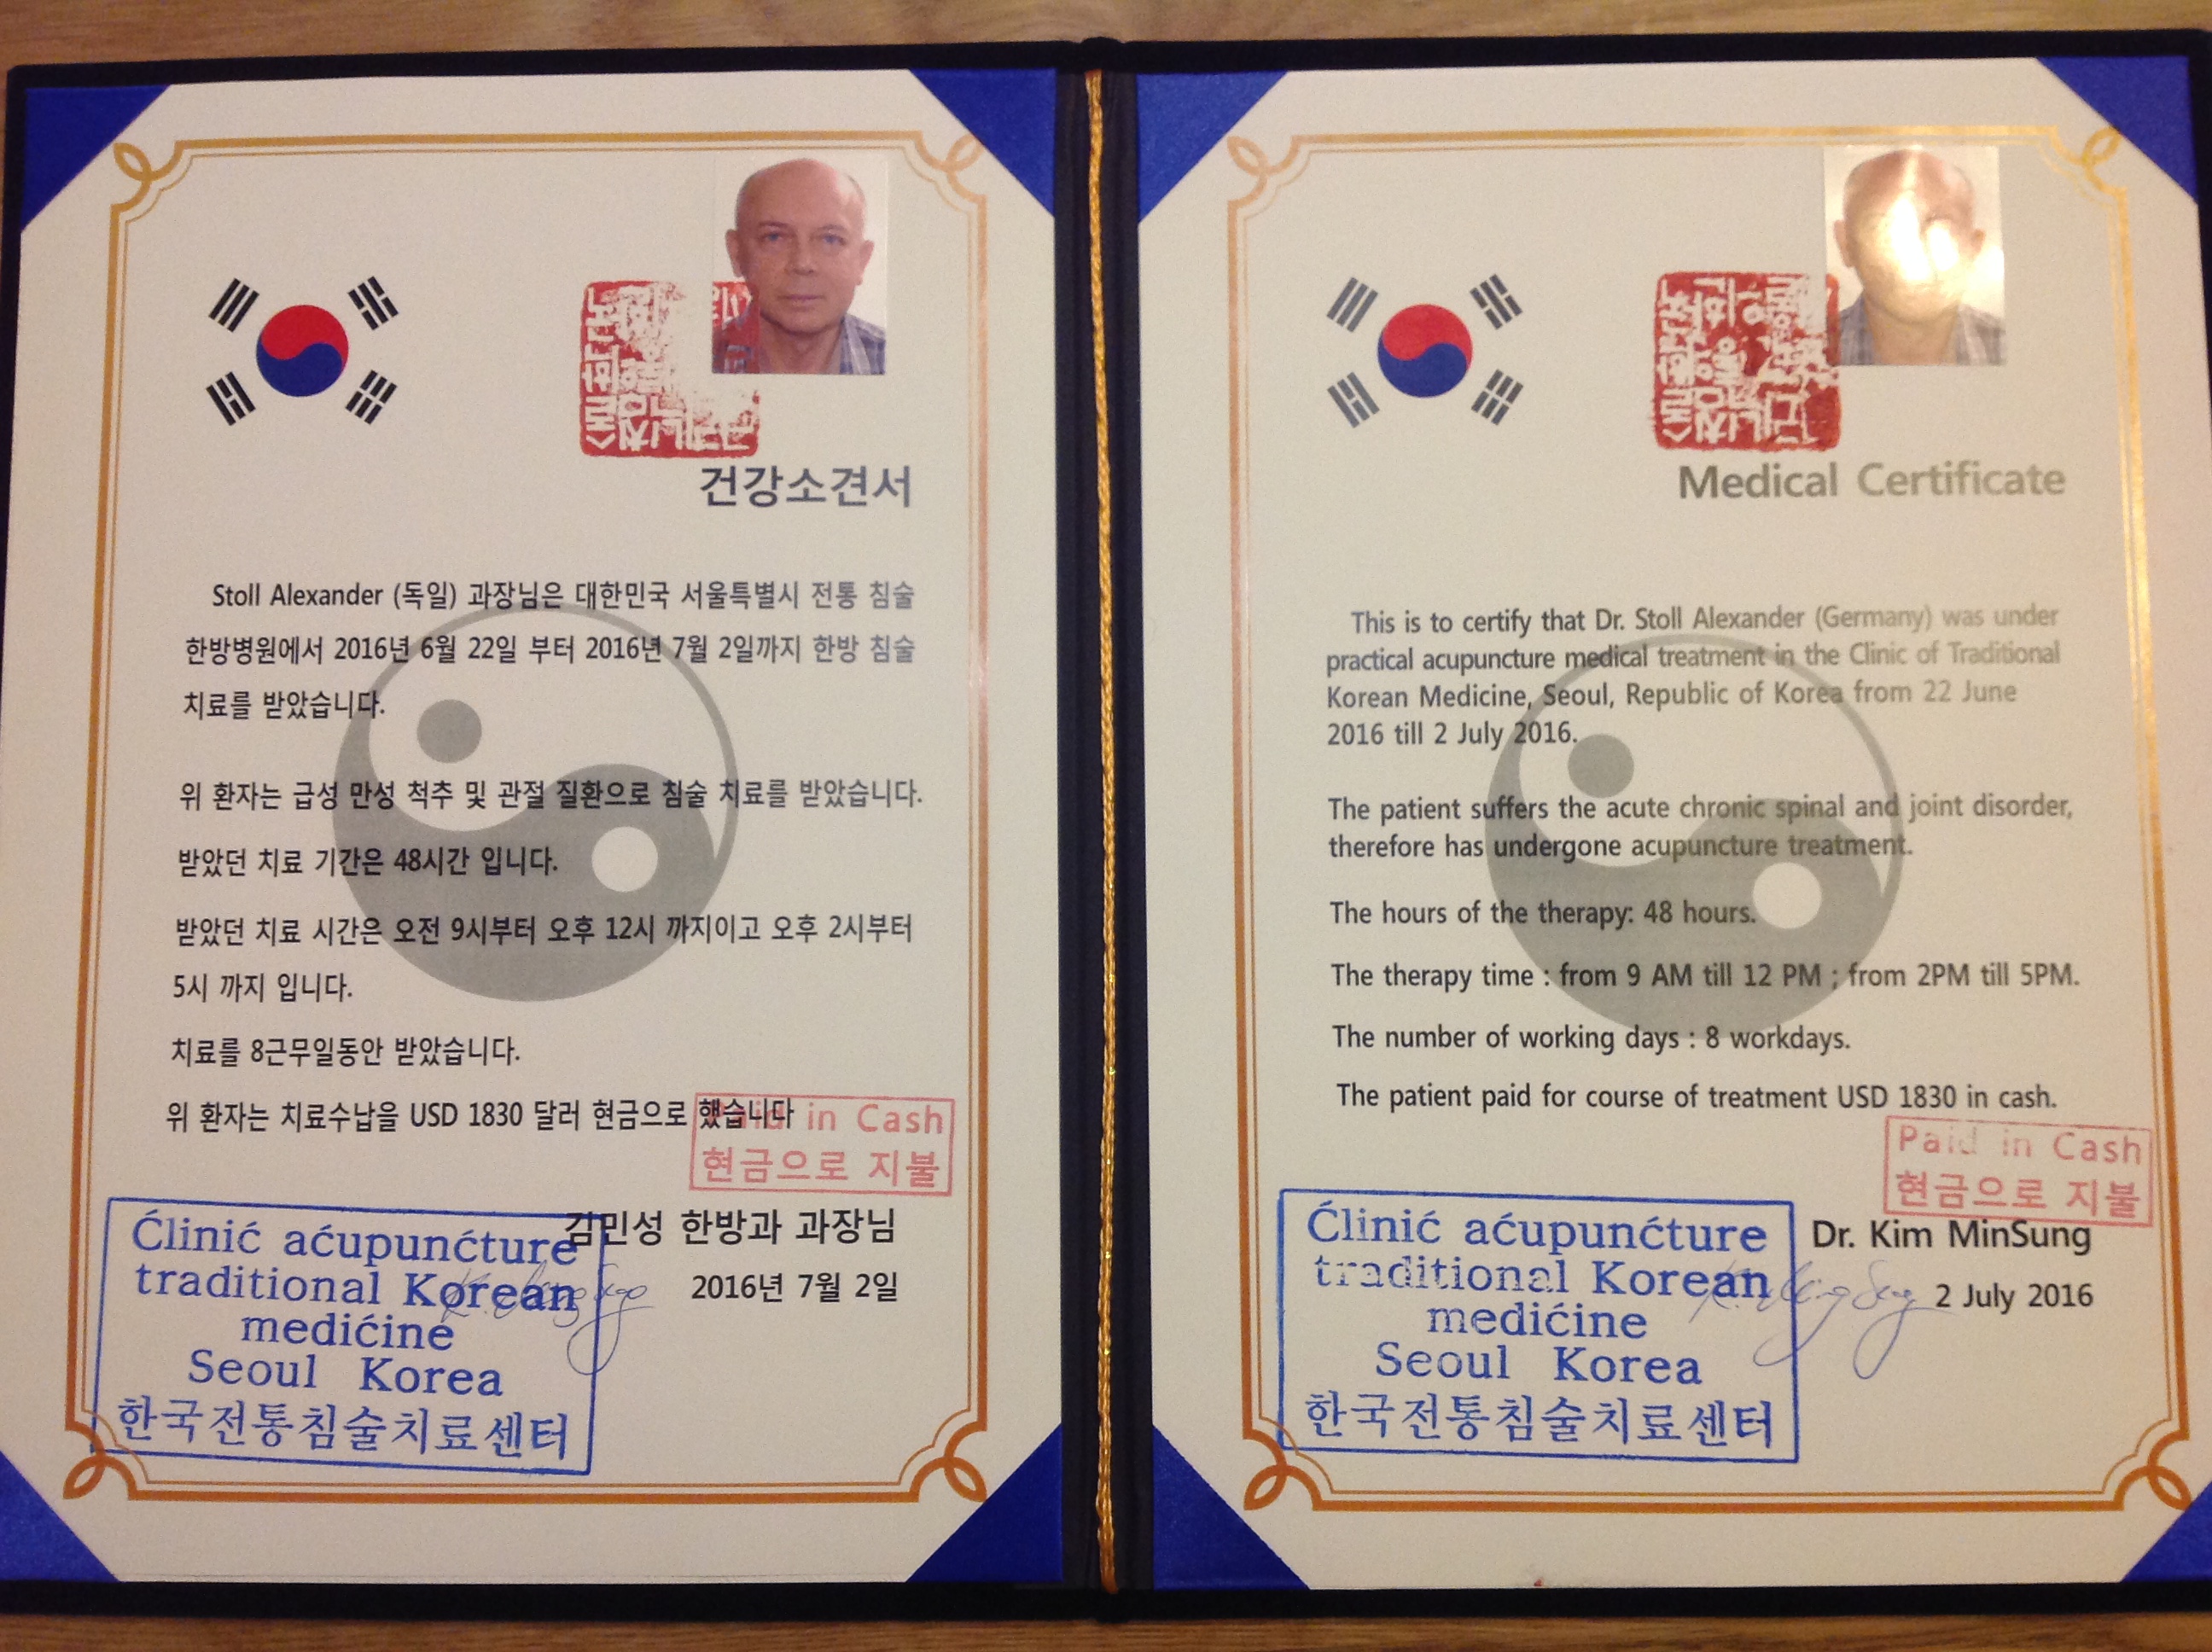 건강소견서
Stoll Alexander (독일) 과장님은 대한민국 서울특별시 전통 침술
한방병원에서 2016년 6월 22일 부터 2016년 7월 2일까지 한방 침술
치료를 받았습니다.
위 환자는 급성 만성 척추 및 관절 질환으로 침술 치료를 받았습니다.
받았던 치료 기간은 48시간 입니다.
받았던 치료 시간은 오전 9시부터 오후 12시 까지이고 오후 2시부터
5시 까지 입니다.
치료를 8근무일동안 받았습니다.
위 환자는 치료수납을 USD 1830 달러 현금으로 했습니다
Paid in Cash
현금으로 지불
김민성 한방과 과장님
2016년 7월 2일
Ćlinić aćupunćture
traditional Korean
medićine
Seoul Korea
한국전통침술치료센터
Medical Certificate
This is to certify that Dr. Stoll Alexander (Germany) was under
practical acupuncture medical treatment in the Clinic of Traditional
Korean Medicine, Seoul, Republic of Korea from 22 June
2016 till 2 July 2016.
The patient suffers the acute chronic spinal and joint disorder,
therefore has undergone acupuncture treatment.
The hours of the therapy: 48 hours.
The therapy time : from 9 AM till 12 PM ; from 2PM till 5PM.
The number of working days : 8 workdays.
The patient paid for course of treatment USD 1830 in cash.
Paid in Cash
현금으로 지불
Dr. Kim MinSung
2 July 2016
Ćlinić aćupunćture
traditional Korean
medićine
Seoul Korea
한국전통침술치료센터